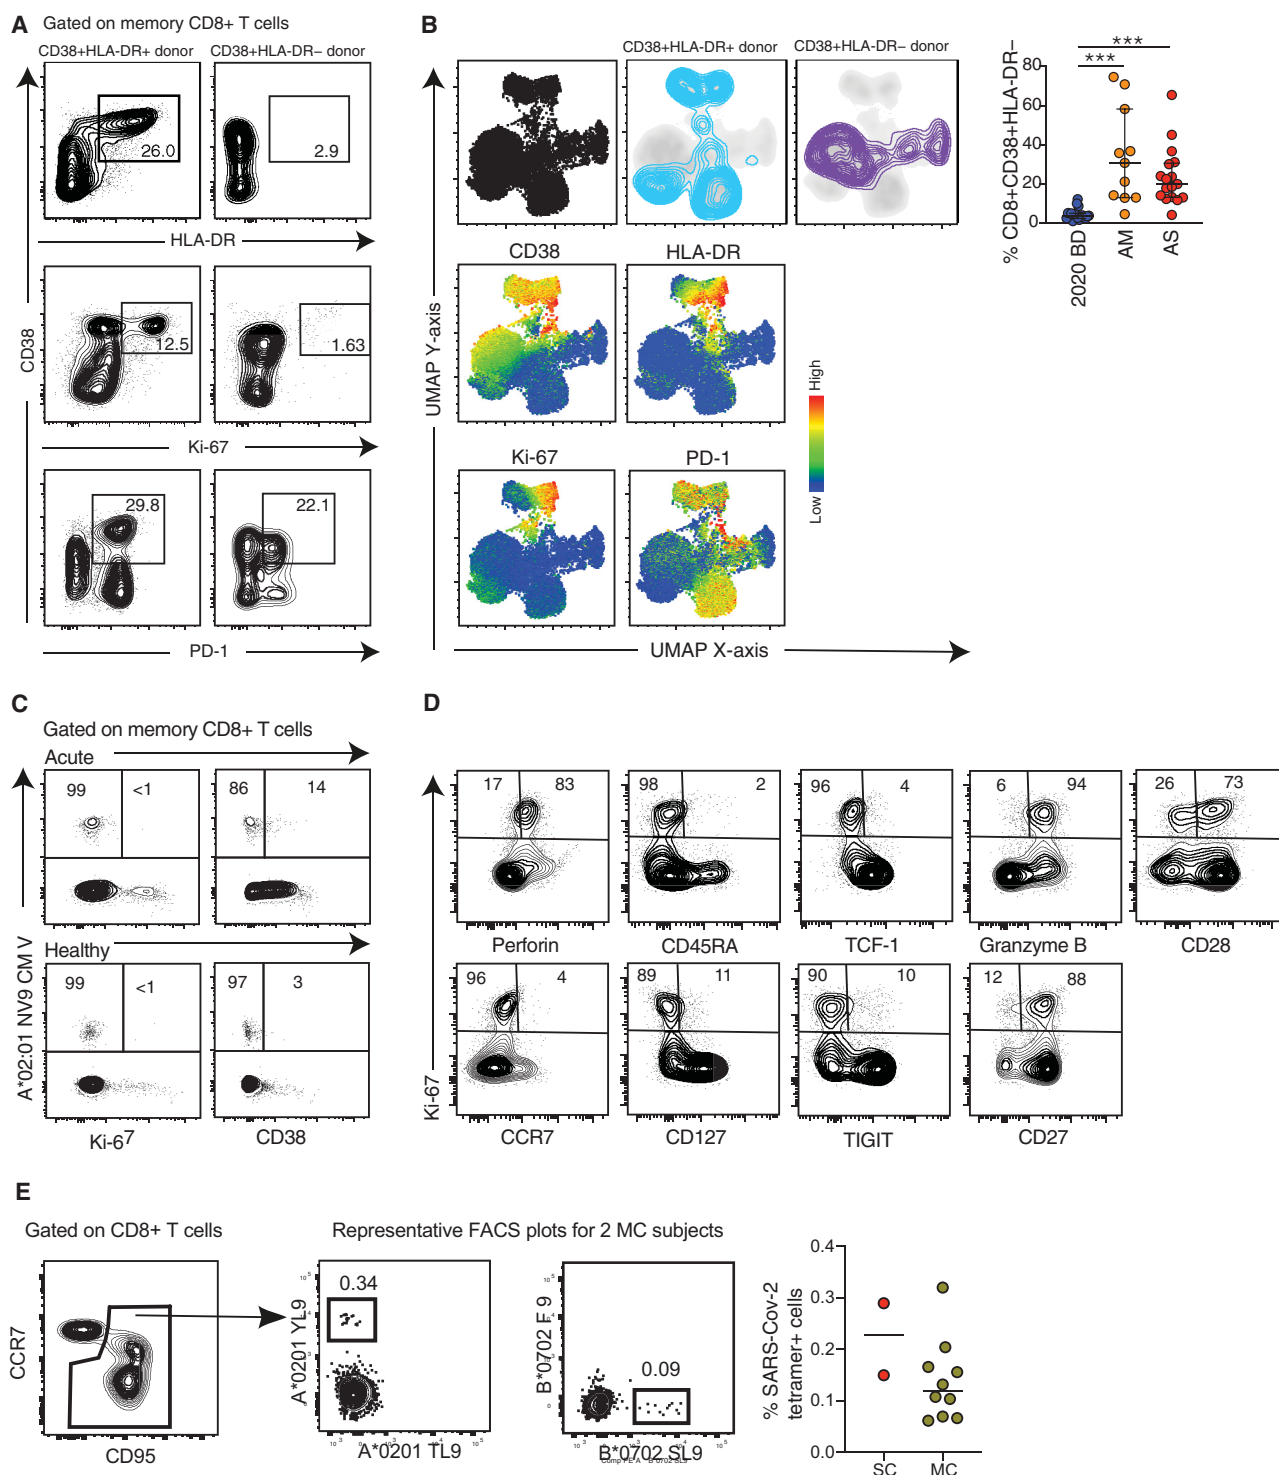 A
Gated on memory CD8+ T cells
CD38+HLA-DR+ donor
CD38+HLA-DR− donor
26.0
2.9
HLA-DR
12.5
1.63
CD38
Ki-67
29.8
22.1
PD-1
B
CD38+HLA-DR+ donor
CD38+HLA-DR− donor
CD38
HLA-DR
UMAP Y-axis
Ki-67
PD-1
High
Low
UMAP X-axis
% CD8+CD38+HLA-DR−
***
***
80
60
40
20
0
2020 BD
AM
AS
C
Gated on memory CD8+ T cells
Acute
99
<1
86
14
Healthy
99
<1
97
3
A*02:01 NV9 CM V
Ki-67
CD38
D
17
83
98
2
96
4
6
94
26
73
Perforin
CD45RA
TCF-1
Granzyme B
CD28
96
4
89
11
90
10
12
88
Ki-67
CCR7
CD127
TIGIT
CD27
E
Gated on CD8+ T cells
Representative FACS plots for 2 MC subjects
CCR7
CD95
0.34
A*0201 YL9
A*0201 TL9
0.09
B*0702 F 9
B*0702 SL9
% SARS-Cov-2
tetramer+ cells
0.4
0.3
0.2
0.1
0.0
SC
MC